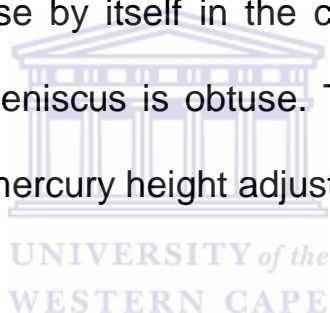 se by itself in the c
eniscus is obtuse.
mercury height adjust
UNIVERSITY of the
WESTERN CAPE